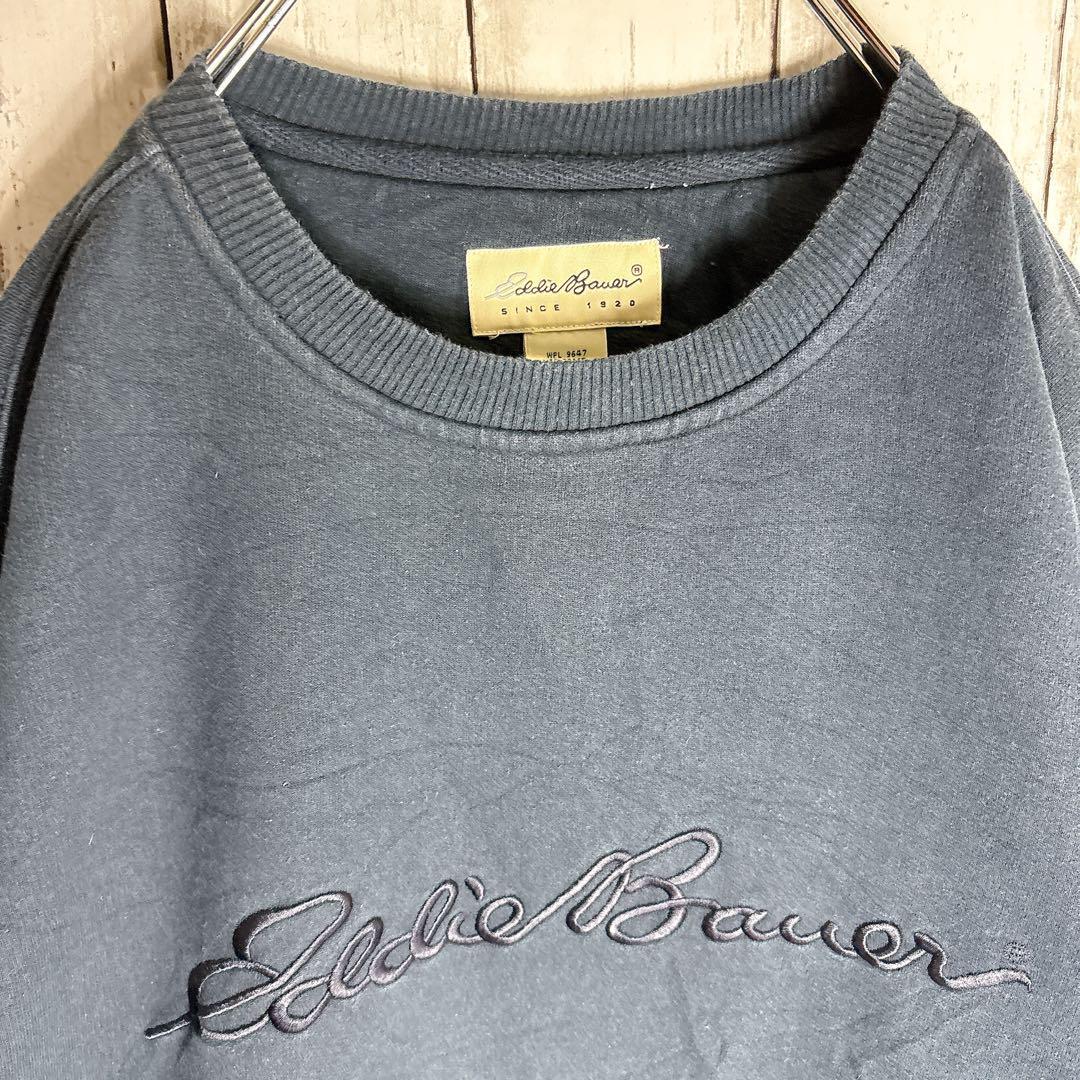 Eddie Bauer®
SINCE 1920
WPL 9647
Eddie Bauer